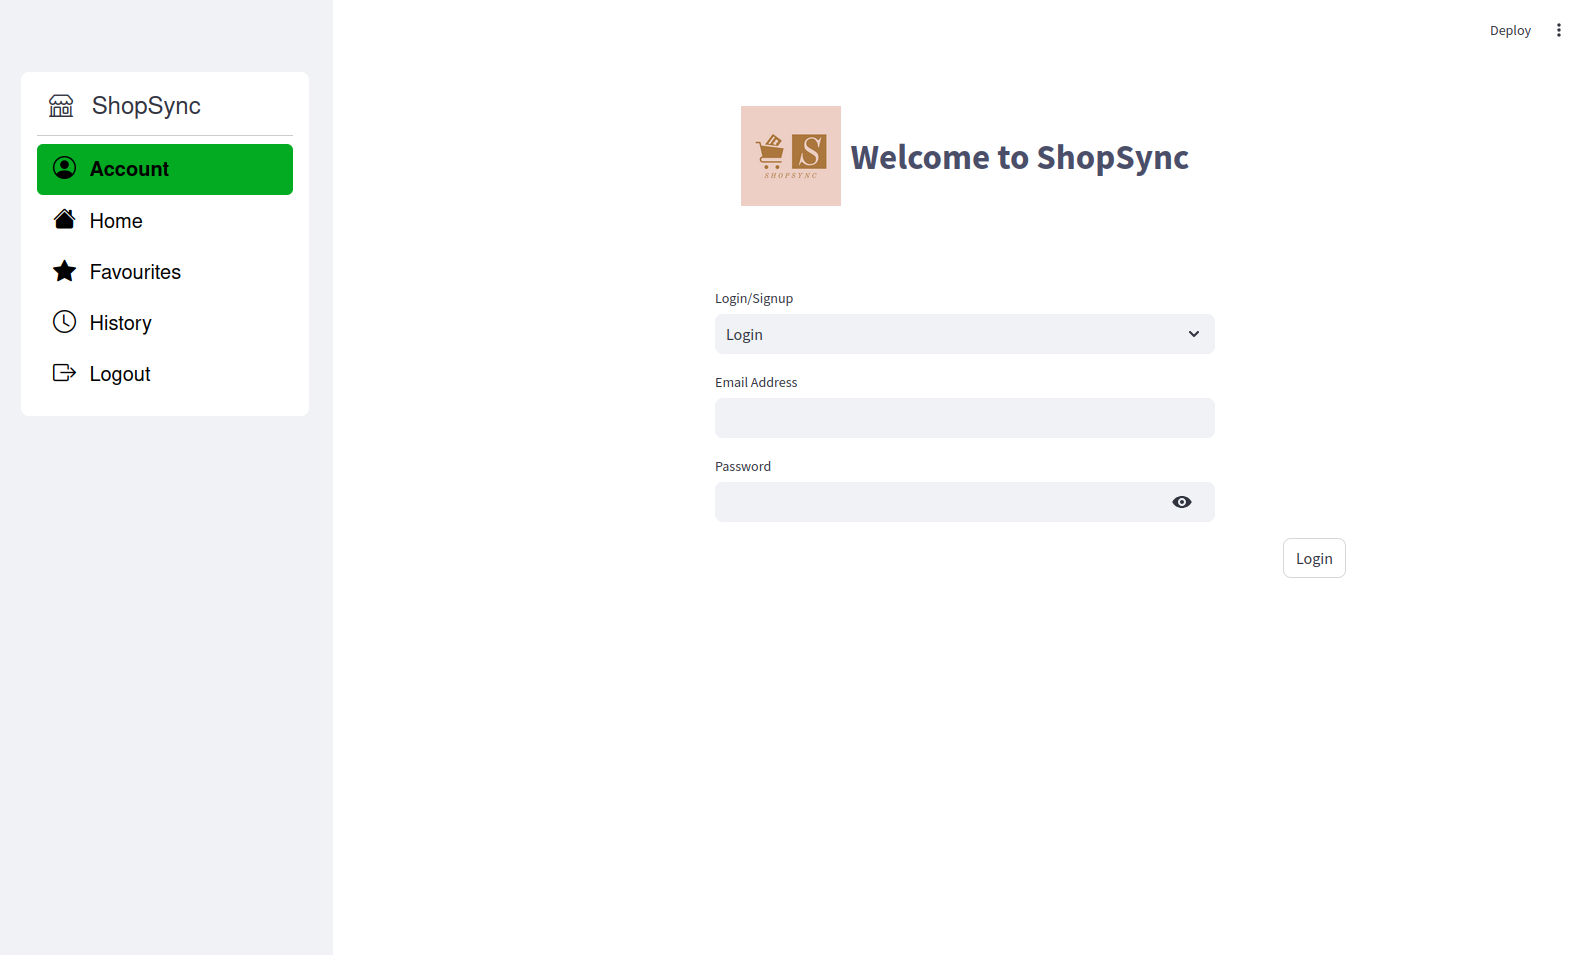 Deploy
ShopSync
Account
Home
Favourites
History
Logout
S
SHOPSYNC
Welcome to ShopSync
Login/Signup
Login
Email Address
Password
Login